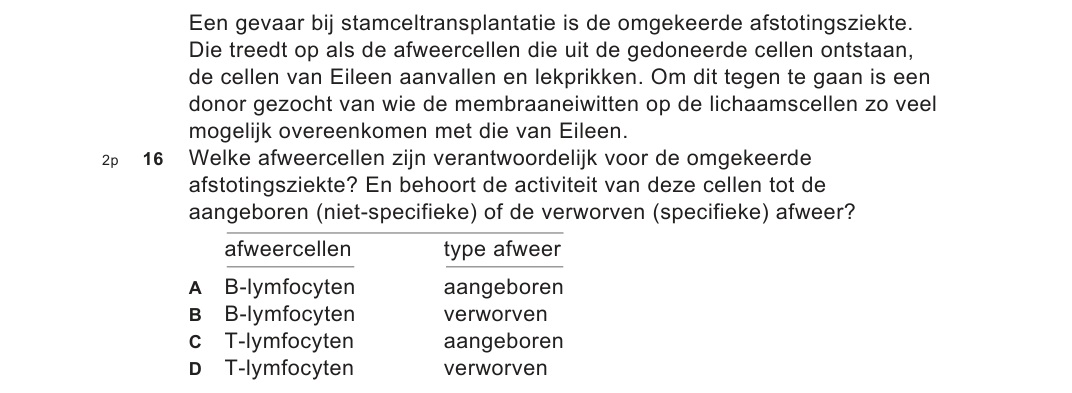 Een gevaar bij stamceltransplantatie is de omgekeerde afstotingsziekte.
Die treedt op als de afweercellen die uit de gedoneerde cellen ontstaan,
de cellen van Eileen aanvallen en lekprikken. Om dit tegen te gaan is een
donor gezocht van wie de membraaneiwitten op de lichaamscellen zo veel
mogelijk overeenkomen met die van Eileen.
2p 16 Welke afweercellen zijn verantwoordelijk voor de omgekeerde
afstotingsziekte? En behoort de activiteit van deze cellen tot de
aangeboren (niet-specifieke) of de verworven (specifieke) afweer?
afweercellen type afweer
A B-lymfocyten aangeboren
B B-lymfocyten verworven
C T-lymfocyten aangeboren
D T-lymfocyten verworven